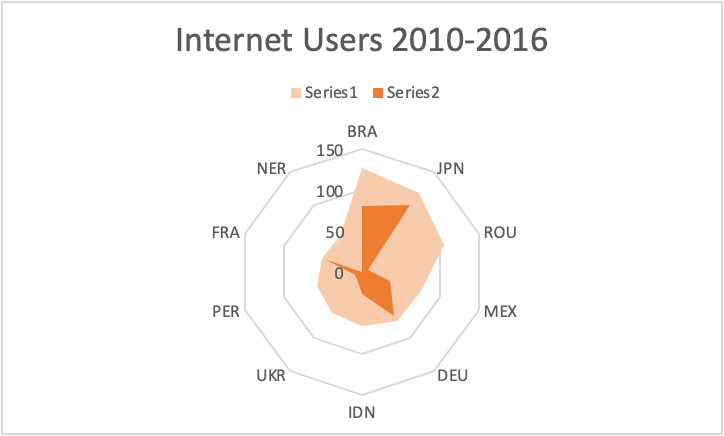 Internet Users 2010-2016
Series1 Series2
BRA
150
NER JPN
100
FRA 50 ROU
0
PER MEX
UKR DEU
IDN